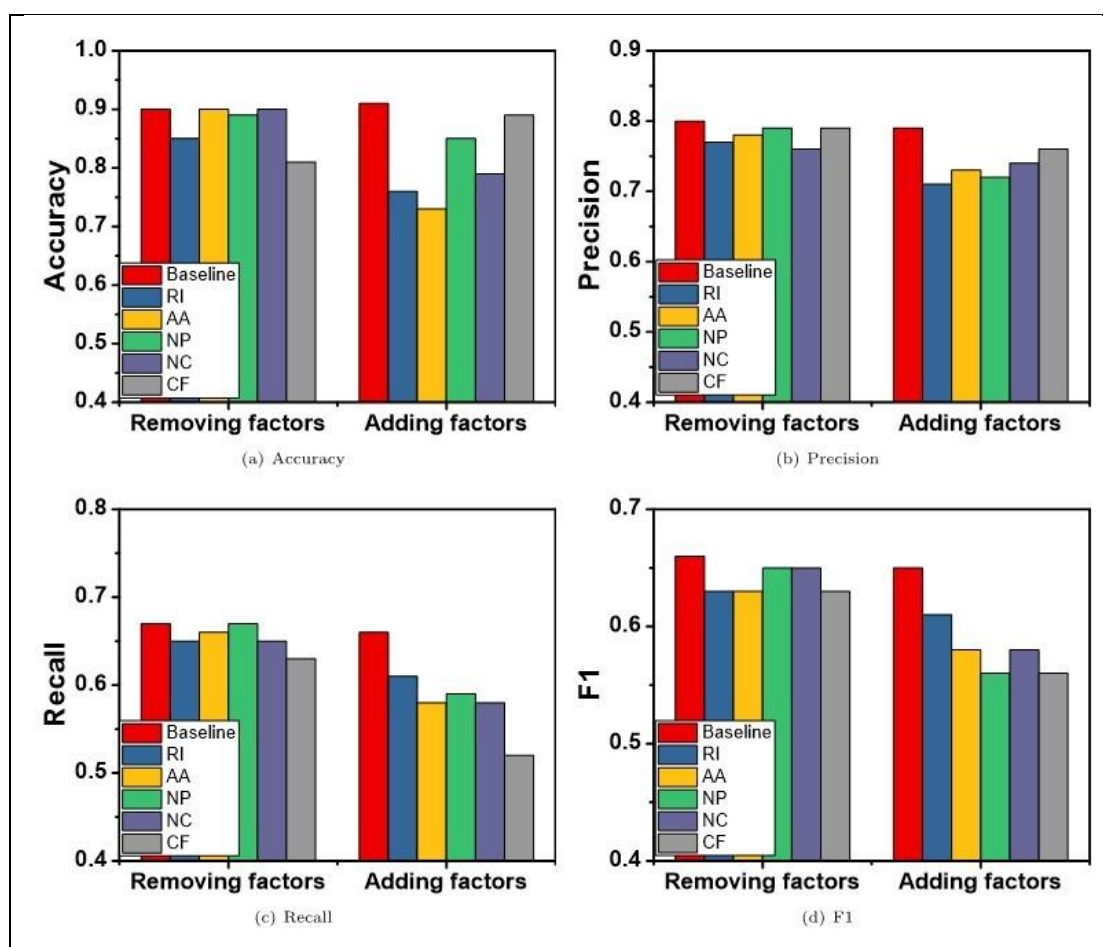 Accuracy
1.0
0.9
0.8
0.7
0.6
0.5
0.4
Baseline
RI
AA
NP
NC
CF
Removing factors
Adding factors
(a) Accuracy
Precision
0.9
0.8
0.7
0.6
0.5
0.4
Baseline
RI
AA
NP
NC
CF
Removing factors
Adding factors
(b) Precision
Recall
0.8
0.7
0.6
0.5
0.4
Baseline
RI
AA
NP
NC
CF
Removing factors
Adding factors
(c) Recall
F1
0.7
0.6
0.5
0.4
Baseline
RI
AA
NP
NC
CF
Removing factors
Adding factors
(d) F1